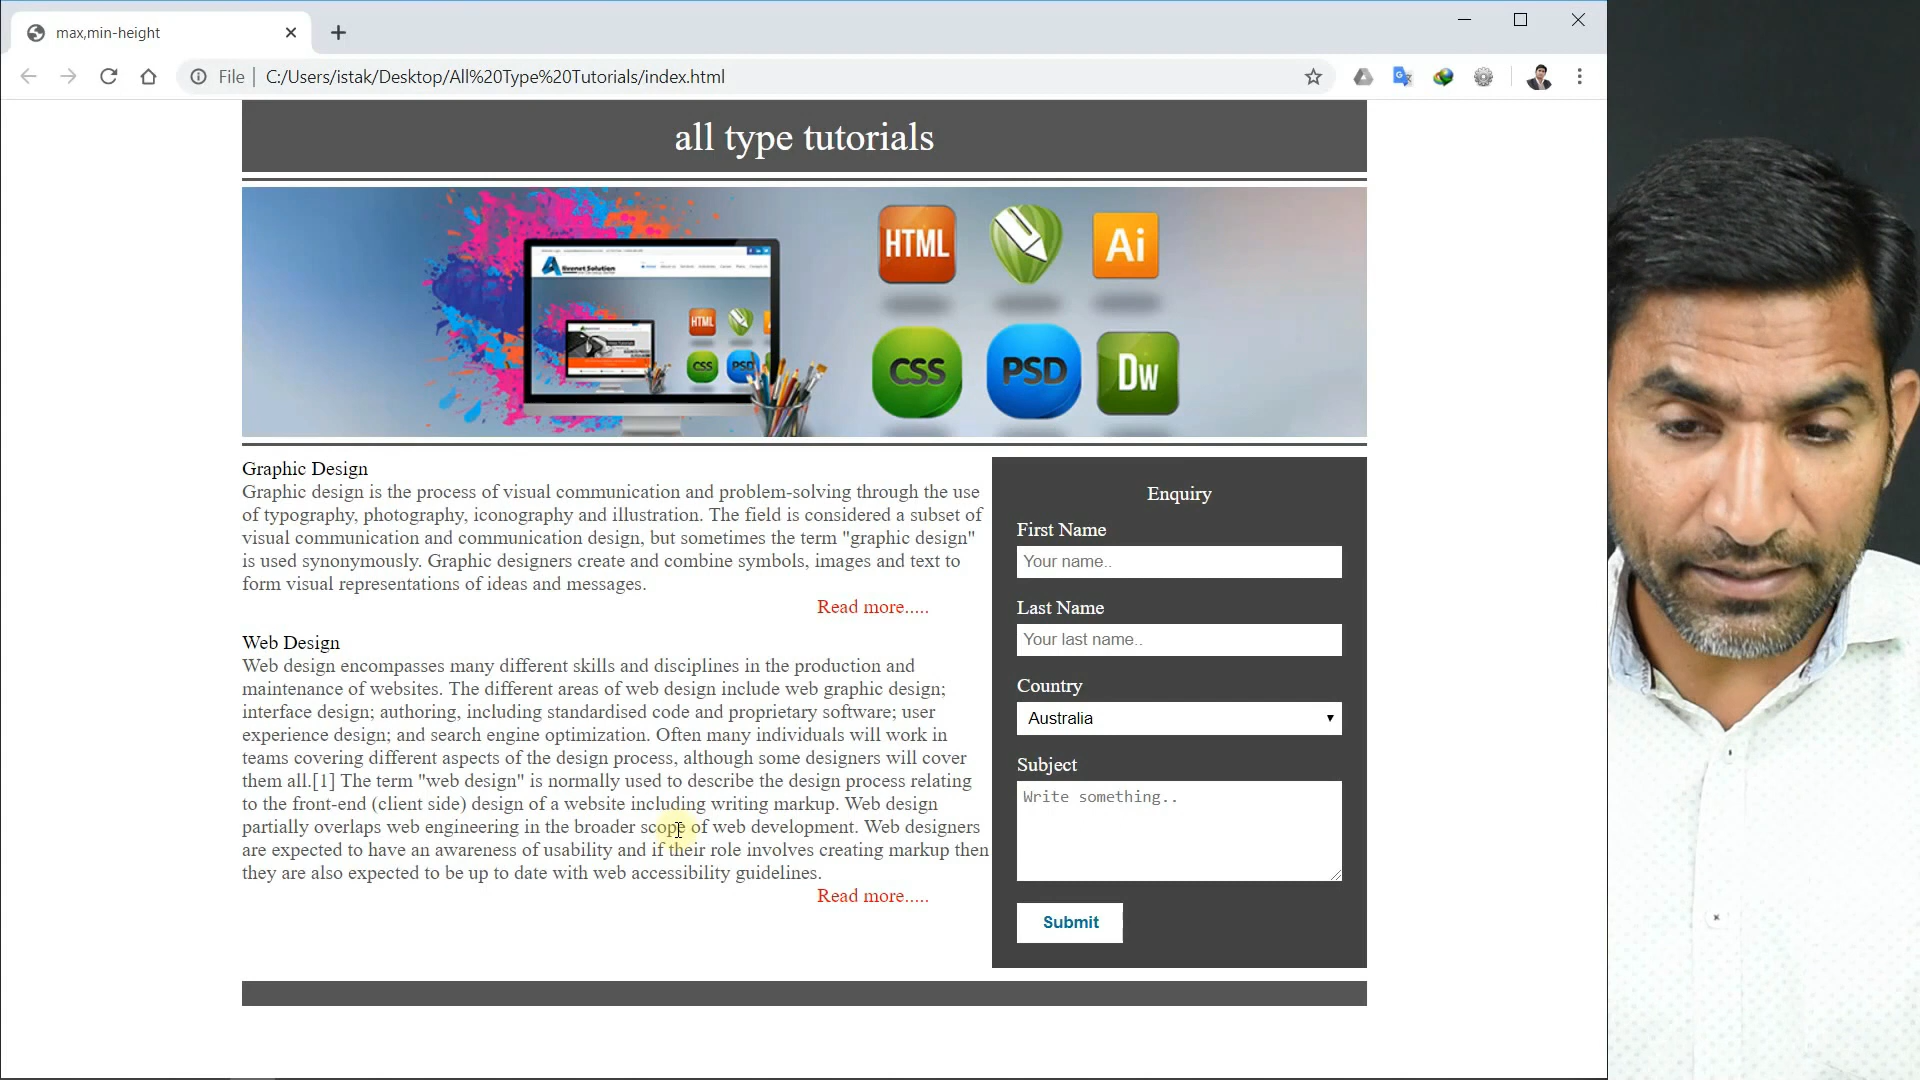 max,min-height
File
C:/Users/istak/Desktop/All%20Type%20Tutorials/index.html
all type tutorials
HTML
Ai
CSS
PSD
Dw
HTML
CSS
PSD
Graphic Design
Graphic design is the process of visual communication and problem-solving through the use
of typography, photography, iconography and illustration. The field is considered a subset of
visual communication and communication design, but sometimes the term "graphic design"
is used synonymously. Graphic designers create and combine symbols, images and text to
form visual representations of ideas and messages.
Read more.....
Web Design
Web design encompasses many different skills and disciplines in the production and
maintenance of websites. The different areas of web design include web graphic design;
interface design; authoring, including standardised code and proprietary software; user
experience design; and search engine optimization. Often many individuals will work in
teams covering different aspects of the design process, although some designers will cover
them all.[1] The term "web design" is normally used to describe the design process relating
to the front-end (client side) design of a website including writing markup. Web design
partially overlaps web engineering in the broader scope of web development. Web designers
are expected to have an awareness of usability and if their role involves creating markup then
they are also expected to be up to date with web accessibility guidelines.
Read more.....
Enquiry
First Name
Your name..
Last Name
Your last name..
Country
Australia
Subject
Write something..
Submit